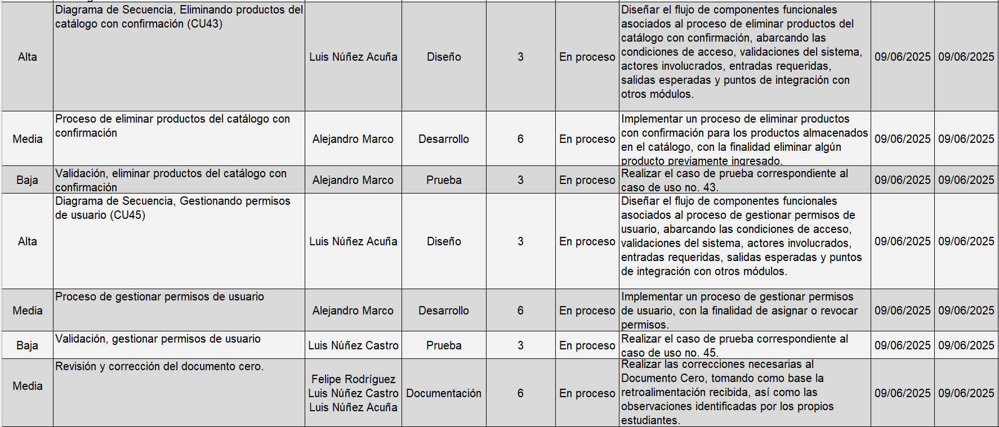 Diagrama de Secuencia, Eliminando productos del
catálogo con confirmación (CU43)
Alta
Luis Núñez Acuña
Diseño
3
En proceso
Diseñar el flujo de componentes funcionales
asociados al proceso de eliminar productos del
catálogo con confirmación, abarcando las
condiciones de acceso, validaciones del sistema,
actores involucrados, entradas requeridas,
salidas esperadas y puntos de integración con
otros módulos.
09/06/2025
09/06/2025
Media
Proceso de eliminar productos del catálogo con
confirmación
Alejandro Marco
Desarrollo
6
En proceso
Implementar un proceso de eliminar productos
con confirmación para los productos almacenados
en el catálogo, con la finalidad eliminar algún
producto previamente ingresado.
09/06/2025
09/06/2025
Baja
Validación, eliminar productos del catálogo con
confirmación
Alejandro Marco
Prueba
3
En proceso
Realizar el caso de prueba correspondiente al
caso de uso no. 43.
09/06/2025
09/06/2025
Alta
Diagrama de Secuencia, Gestionando permisos
de usuario (CU45)
Luis Núñez Acuña
Diseño
3
En proceso
Diseñar el flujo de componentes funcionales
asociados al proceso de gestionar permisos de
usuario, abarcando las condiciones de acceso,
validaciones del sistema, actores involucrados,
entradas requeridas, salidas esperadas y puntos
de integración con otros módulos.
09/06/2025
09/06/2025
Media
Proceso de gestionar permisos de usuario
Alejandro Marco
Desarrollo
6
En proceso
Implementar un proceso de gestionar permisos
de usuario, con la finalidad de asignar o revocar
permisos.
09/06/2025
09/06/2025
Baja
Validación, gestionar permisos de usuario
Luis Núñez Castro
Prueba
3
En proceso
Realizar el caso de prueba correspondiente al
caso de uso no. 45.
09/06/2025
09/06/2025
Media
Revisión y corrección del documento cero.
Felipe Rodríguez
Luis Núñez Castro
Luis Núñez Acuña
Documentación
6
En proceso
Realizar las correcciones necesarias al
Documento Cero, tomando como base la
retroalimentación recibida, así como las
observaciones identificadas por los propios
estudiantes.
09/06/2025
09/06/2025